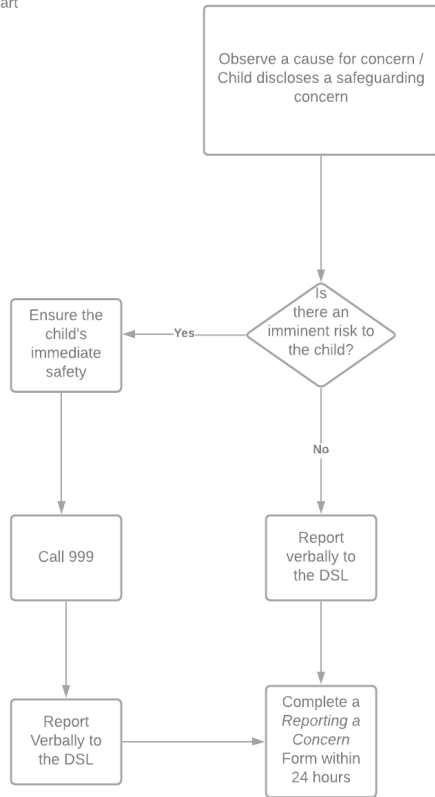 art
Observe a cause for concern /
Child discloses a safeguarding
concern
Is
there an
imminent risk to
the child?
Yes
Ensure the
child's
immediate
safety
No
Call 999
Report
verbally to
the DSL
Report
Verbally to
the DSL
Complete a
Reporting a
Concern
Form within
24 hours